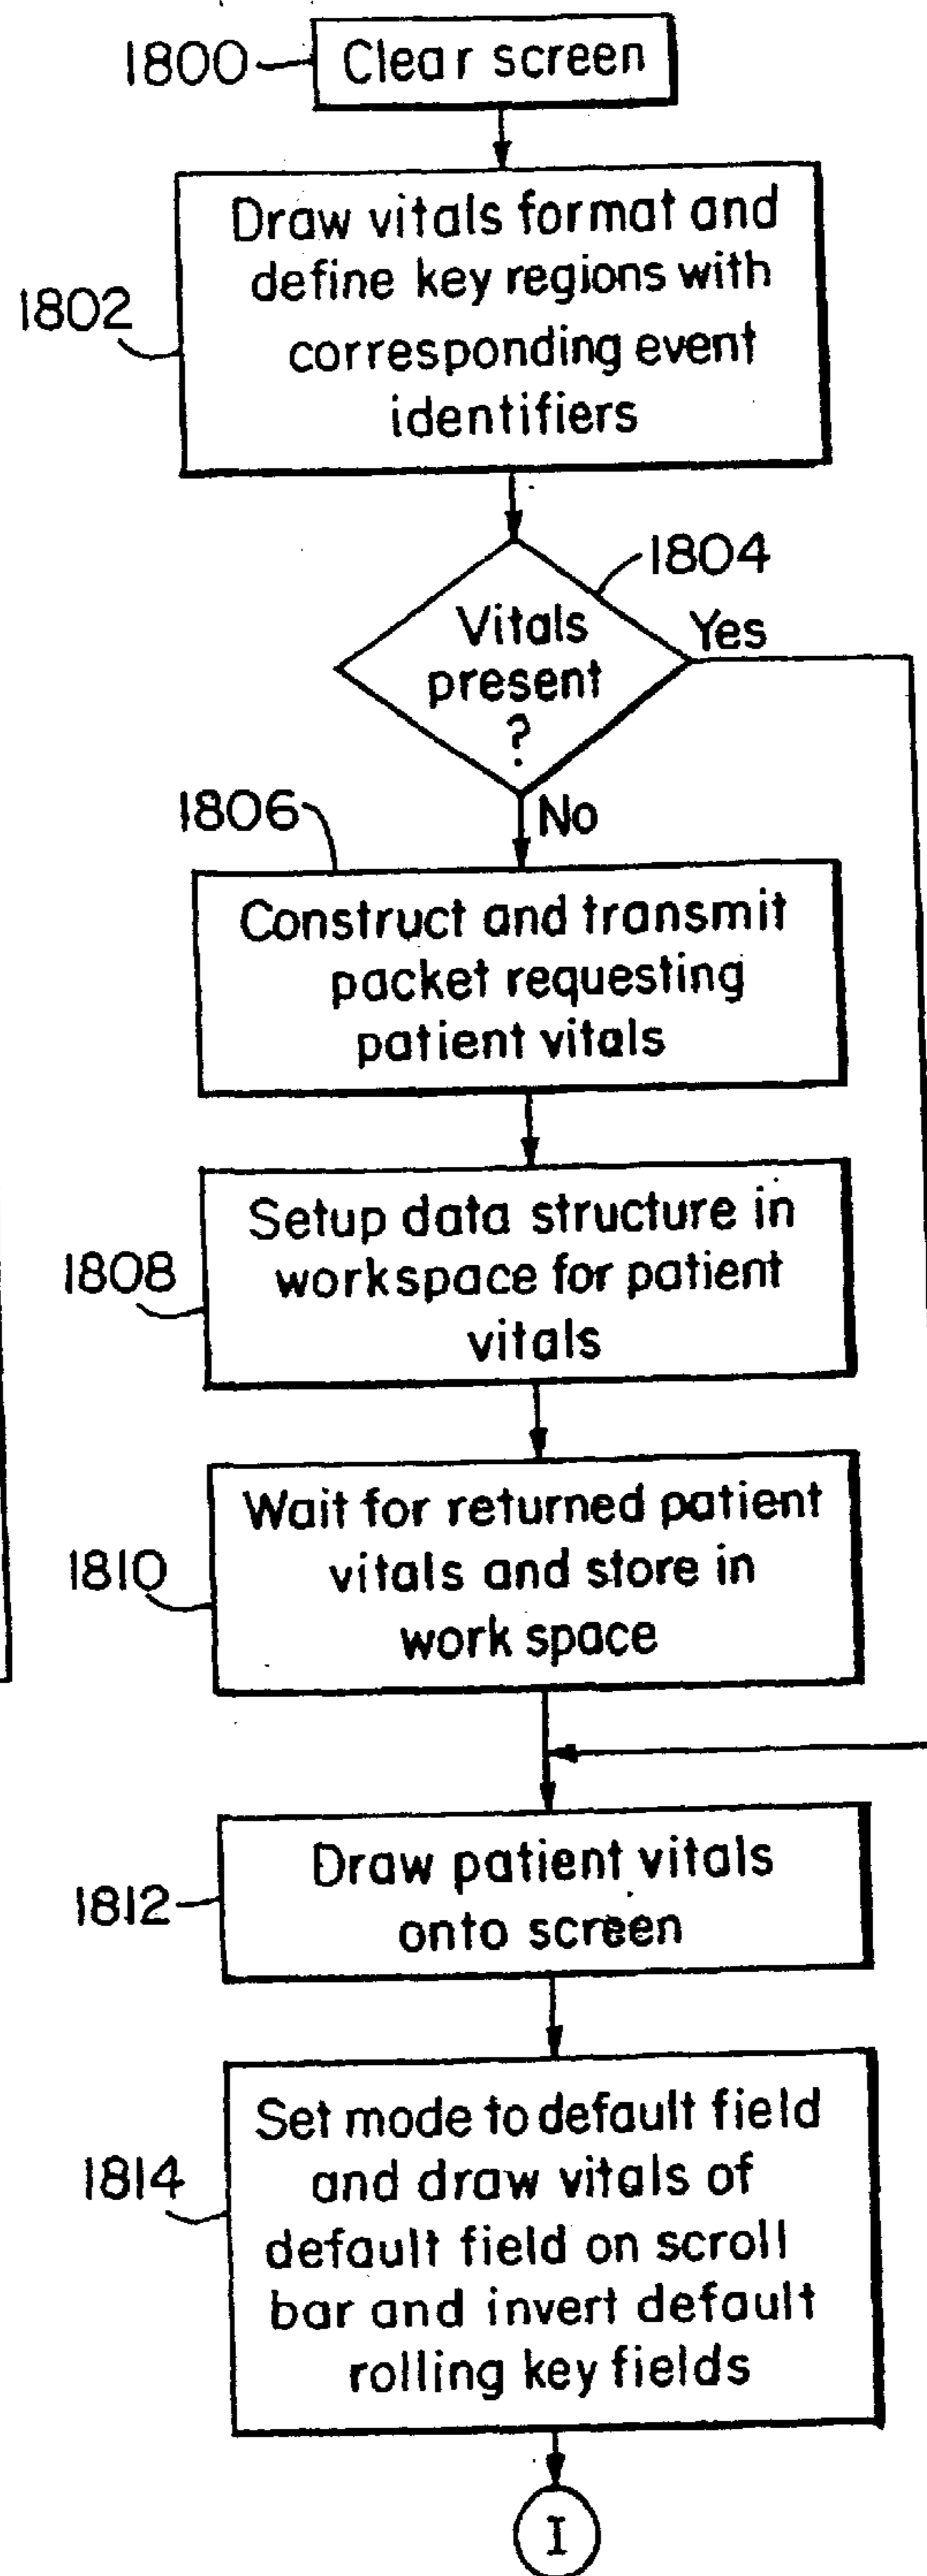 1800
Clear screen
Draw vitals format and
define key regions with
1802
corresponding event
identifiers
1804
Vitals
Yes
present
?
1806
No
Construct and transmit
packet requesting
patient vitals
Setup data structure in
1808
workspace for patient
vitals
Wait for returned patient
1810
vitals and store in
work space
Draw patient vitals
1812
onto screen
Set mode to default field
1814
and draw vitals of
default field on scroll
bar and invert default
rolling key fields
I